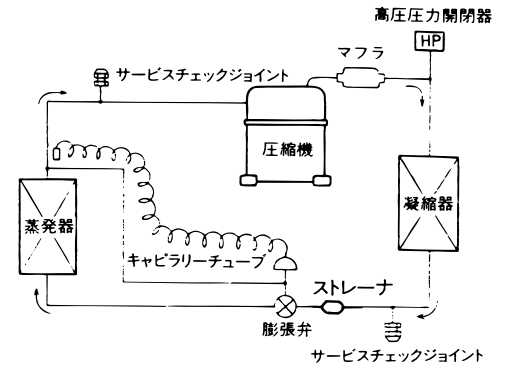 高圧圧力開閉器
HP
マフラ
サービスチェックジョイント
圧縮機
凝縮器
蒸発器
キャピラリーチューブ
ストレーナ
膨張弁
サービスチェックジョイント